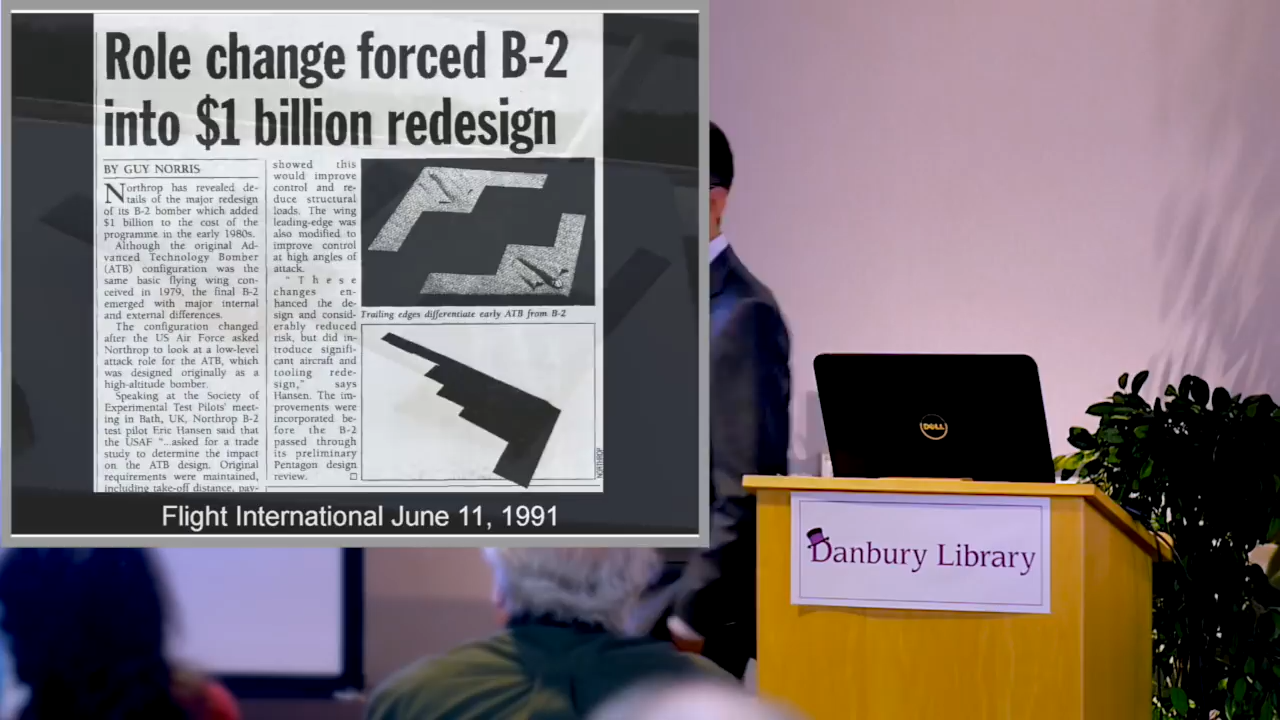 Role change forced B-2
into $1 billion redesign
BY GUY NORRIS
Northrop has revealed de-
tails of the major redesign
of its B-2 bomber which added
$1 billion to the cost of the
programme in the early 1980s.
Although the original Ad-
vanced Technology Bomber
(ATB) configuration was the
same basic flying wing con-
ceived in 1979, the final B-2
emerged with major internal
and external differences.
The configuration changed
after the US Air Force asked
Northrop to look at a low-level
attack role for the ATB, which
was designed originally as a
high-altitude bomber.
Speaking at the Society of
Experimental Test Pilots' meet-
ing in Bath, UK, Northrop B-2
test pilot Eric Hansen said that
the USAF "...asked for a trade
study to determine the impact
on the ATB design. Original
requirements were maintained,
including take-off distance, pay-
showed this
would improve
control and re-
duce structural
loads. The wing
leading-edge was
also modified to
improve control
at high angles of
attack.
"These
changes en-
hanced the de-
sign and consid-
erably reduced
risk, but did in-
troduce signifi-
cant aircraft and
tooling rede-
sign," says
Hansen. The im-
provements were
incorporated be-
fore the B-2
passed through
its preliminary
Pentagon design
review.
Trailing edges differentiate early ATB from B-2
NORTHROP
Flight International June 11, 1991
DELL
Danbury Library